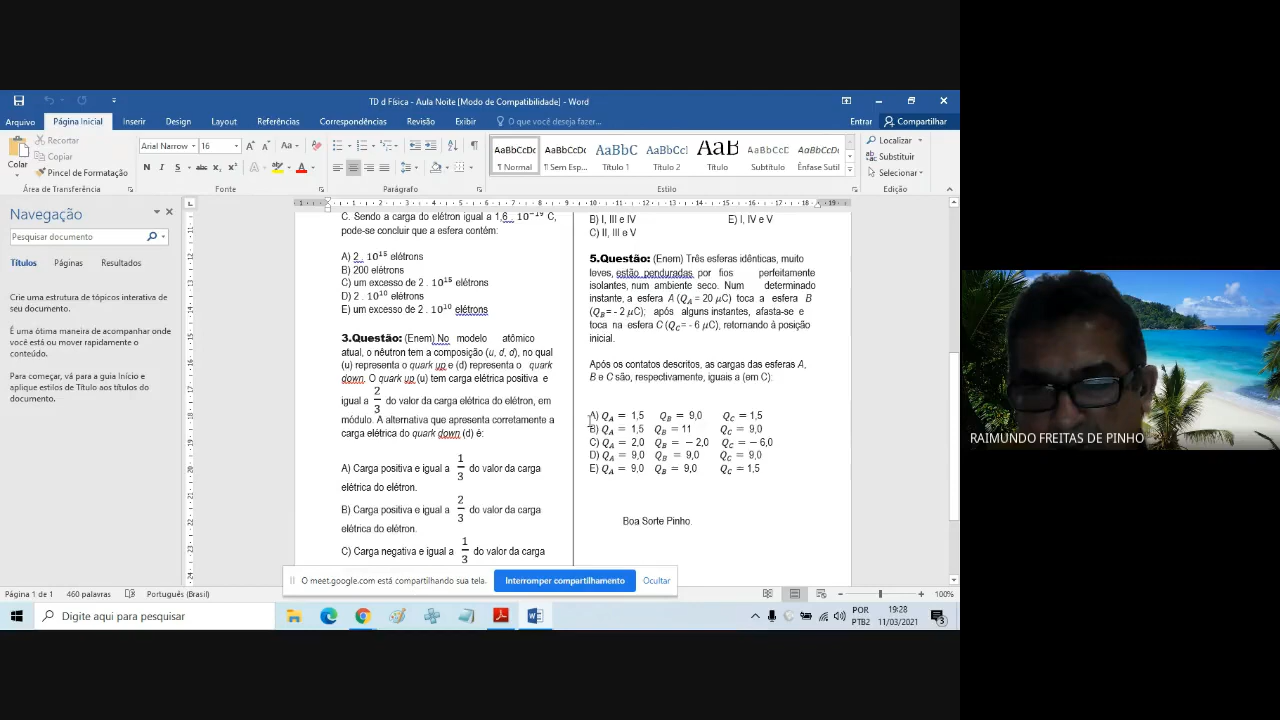 TD d Física - Aula Noite [Modo de Compatibilidade] - Word
Arquivo Página Inicial Inserir Design Layout Referências Correspondências Revisão Exibir O que você deseja fazer... Entrar Compartilhar
Colar
Recortar
Copiar
Pincel de Formatação
Área de Transferência
Arial Narrow 16
N I S
Fonte
Parágrafo
AaBbCcDc AaBbCcDc AaBbC AaBbCcI AaB AaBbCcD AaBbCcDt
¶ Normal ¶ Sem Esp... Título 1 Título 2 Título Subtítulo Ênfase Sutil
Estilo
Localizar
Substituir
Selecionar
Edição
Navegação
Pesquisar documento
Títulos Páginas Resultados
Crie uma estrutura de tópicos interativa de
seu documento.
É uma ótima maneira de acompanhar onde
você está ou mover rapidamente o
conteúdo.
Para começar, vá para a guia Início e
aplique estilos de Título aos títulos do
documento.
C. Sendo a carga do elétron igual a 1,6 . 10⁻¹⁹ C,
pode-se concluir que a esfera contém:
A) 2 . 10¹⁵ elétrons
B) 200 elétrons
C) um excesso de 2 . 10¹⁵ elétrons
D) 2 . 10¹⁰ elétrons
E) um excesso de 2 . 10¹⁰ elétrons
3.Questão: (Enem) No modelo atômico
atual, o nêutron tem a composição (u, d, d), no qual
(u) representa o quark up e (d) representa o quark
down. O quark up (u) tem carga elétrica positiva e
igual a 2/3 do valor da carga elétrica do elétron, em
módulo. A alternativa que apresenta corretamente a
carga elétrica do quark down (d) é:
A) Carga positiva e igual a 1/3 do valor da carga
elétrica do elétron.
B) Carga positiva e igual a 2/3 do valor da carga
elétrica do elétron.
C) Carga negativa e igual a 1/3 do valor da carga
B) I, III e IV E) I, IV e V
C) II, III e V
5.Questão: (Enem) Três esferas idênticas, muito
leves, estão penduradas por fios perfeitamente
isolantes, num ambiente seco. Num determinado
instante, a esfera A (Q_A = 20 μC) toca a esfera B
(Q_B = - 2 μC); após alguns instantes, afasta-se e
toca na esfera C (Q_C= - 6 μC), retornando à posição
inicial.
Após os contatos descritos, as cargas das esferas A,
B e C são, respectivamente, iguais a (em C):
A) Q_A = 1,5 Q_B = 9,0 Q_C = 1,5
B) Q_A = 1,5 Q_B = 11 Q_C = 9,0
C) Q_A = 2,0 Q_B = − 2,0 Q_C = − 6,0
D) Q_A = 9,0 Q_B = 9,0 Q_C = 9,0
E) Q_A = 9,0 Q_B = 9,0 Q_C = 1,5
Boa Sorte Pinho.
O meet.google.com está compartilhando sua tela. Interromper compartilhamento Ocultar
Página 1 de 1 460 palavras Português (Brasil) 100%
Digite aqui para pesquisar
POR
PTB2
19:28
11/03/2021
3
RAIMUNDO FREITAS DE PINHO